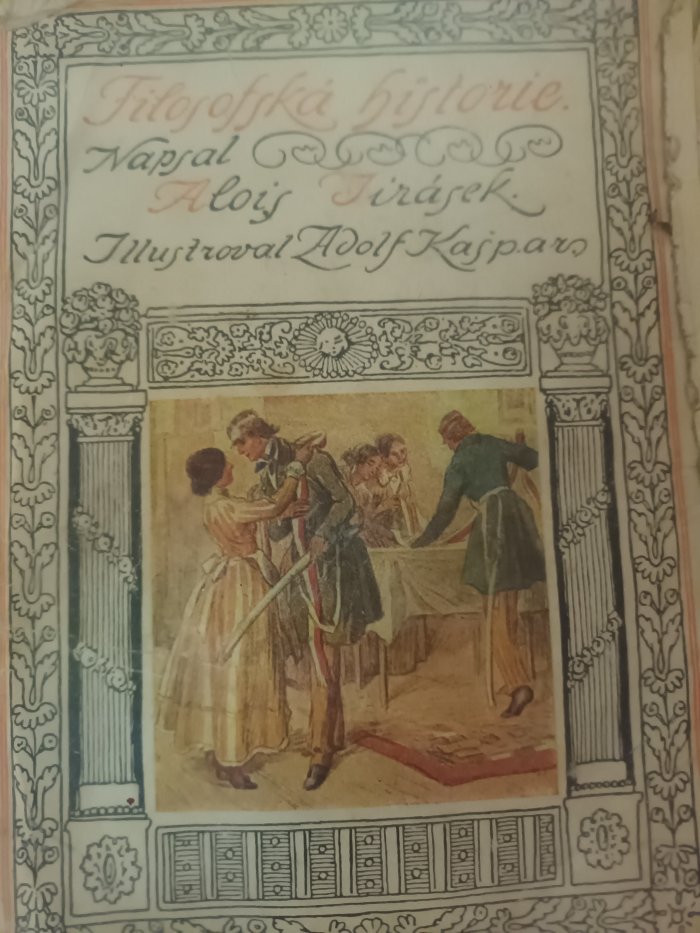 Filosofská historie.
Napsal
Alois Jirásek.
Illustroval Adolf Kašpar